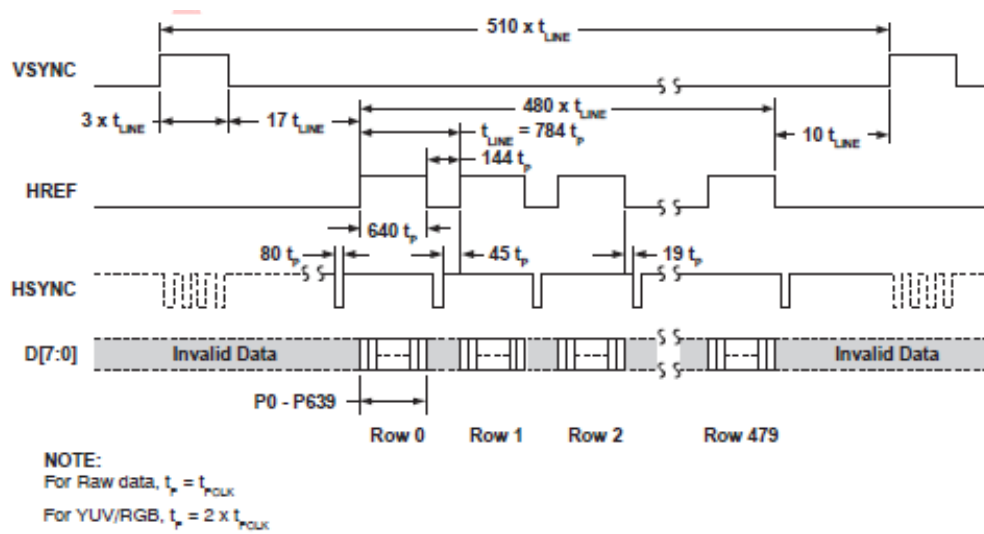 510 x tLINE
VSYNC
480 x tLINE
3 x tLINE
17 tLINE
tLINE = 784 tP
10 tLINE
144 tP
HREF
640 tP
80 tP
45 tP
19 tP
HSYNC
D[7:0]
Invalid Data
Invalid Data
P0 - P639
Row 0
Row 1
Row 2
Row 479
NOTE:
For Raw data, tP = tPCLK
For YUV/RGB, tP = 2 x tPCLK